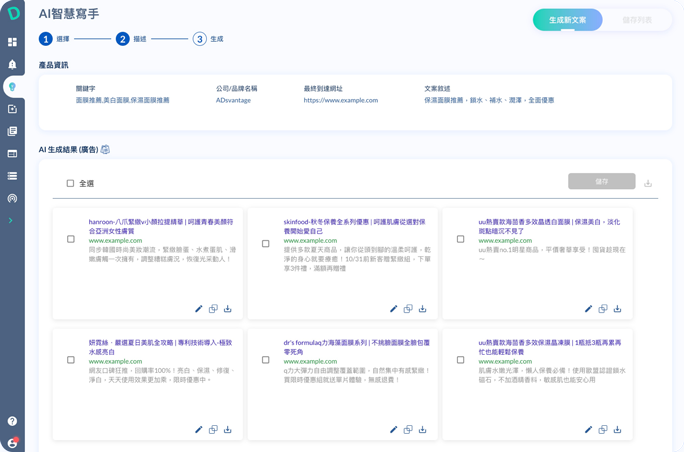 AI智慧寫手
生成新文案
儲存列表
1 選擇
2 描述
3 生成
產品資訊
關鍵字
面膜推薦,美白面膜,保濕面膜推薦
公司/品牌名稱
ADsvantage
最終到達網址
https://www.example.com
文案敘述
保濕面膜推薦，鎖水、補水、潤澤，全面優惠
AI 生成結果 (廣告)
全選
儲存
hanroon-八爪緊緻v小顏拉提精華 | 呵護青春美顏符
合亞洲女性膚質
www.example.com
同步韓國時尚美妝潮流。緊緻臉蛋、水煮蛋肌、滑
嫩膚觸一次擁有，調整糟糕膚況，恢復光采動人！
skinfood-秋冬保養全系列優惠 | 呵護肌膚從選對保
養開始愛自己
www.example.com
提供多款夏天商品，讓你從頭到腳的溫柔呵護。乾
淨的身心就要療癒！10/31前新客贈緊緻組，下單
享3件禮，滿額再贈禮
uu熱賣款海茴香多效晶透白面膜 | 保濕美白。淡化
斑點暗沉不見了
www.example.com
uu熱賣no.1明星商品，平價奢華享受！囤貨趁現在
～
妍霓絲．嚴選夏日美肌全攻略 | 專利技術導入-極致
水感亮白
www.example.com
網友口碑狂推，回購率100%！亮白、保濕、修復、
淨白。天天使用效果更加乘。限時優惠中。
dr's formulaq力海藻面膜系列 | 不挑臉面膜全臉包覆
零死角
www.example.com
q力大彈力自由調整覆蓋範圍，自然集中有感緊緻！
買限時優惠組就送單片體驗，無感退費！
uu熱賣款海茴香多效保濕晶凍膜 | 1瓶抵3瓶再累再
忙也能輕鬆保養
www.example.com
肌膚水嫩光澤，懶人保養必備！使用歐盟認證鎖水
磁石，不加酒精香料，敏感肌也能安心用